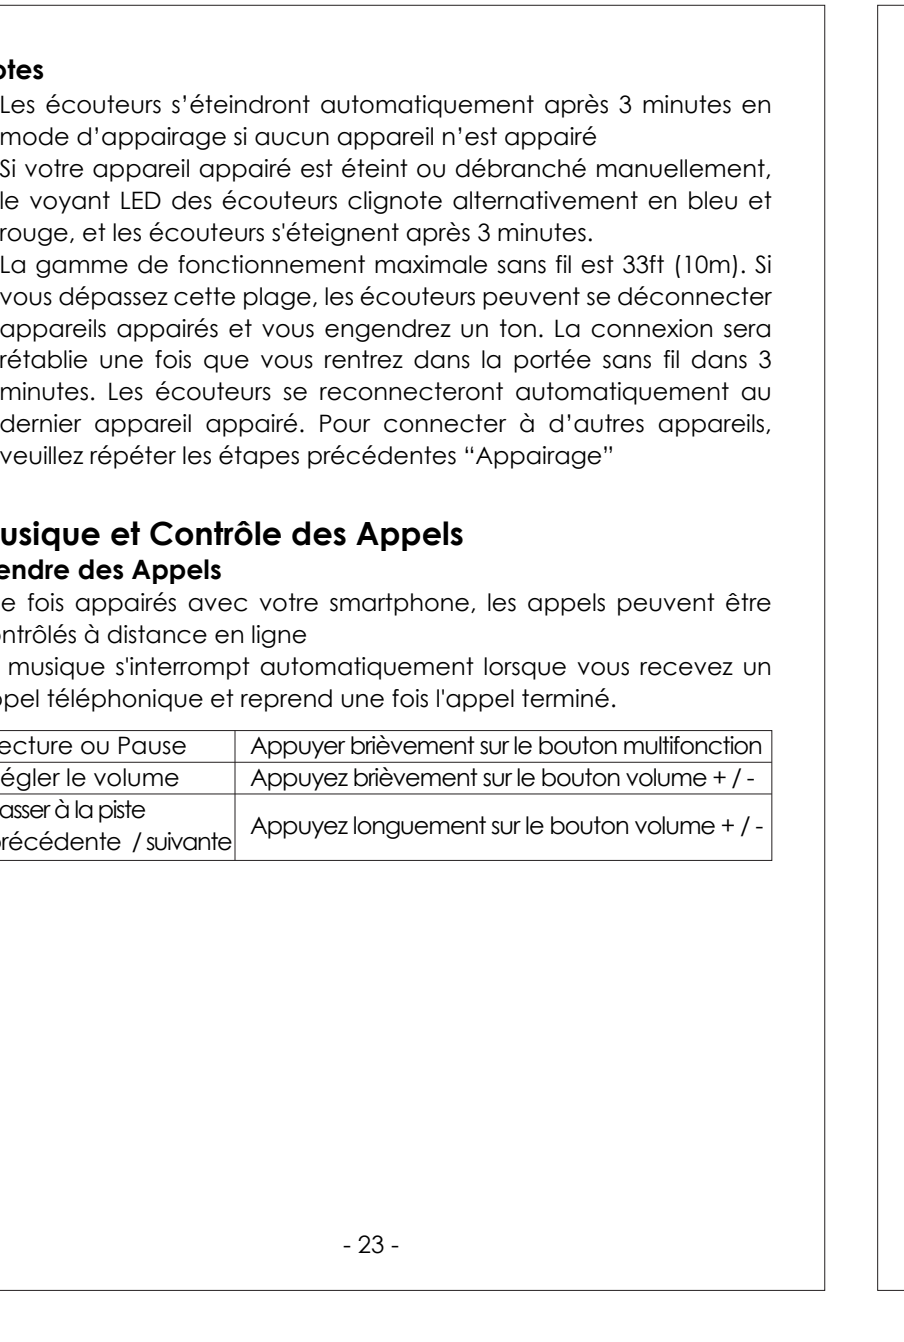 otes
Les écouteurs s’éteindront automatiquement après 3 minutes en
mode d’appairage si aucun appareil n’est appairé
Si votre appareil appairé est éteint ou débranché manuellement,
le voyant LED des écouteurs clignote alternativement en bleu et
rouge, et les écouteurs s'éteignent après 3 minutes.
La gamme de fonctionnement maximale sans fil est 33ft (10m). Si
vous dépassez cette plage, les écouteurs peuvent se déconnecter
appareils appairés et vous engendrez un ton. La connexion sera
rétablie une fois que vous rentrez dans la portée sans fil dans 3
minutes. Les écouteurs se reconnecteront automatiquement au
dernier appareil appairé. Pour connecter à d’autres appareils,
veuillez répéter les étapes précédentes “Appairage”
usique et Contrôle des Appels
endre des Appels
e fois appairés avec votre smartphone, les appels peuvent être
ntrôlés à distance en ligne
musique s'interrompt automatiquement lorsque vous recevez un
pel téléphonique et reprend une fois l'appel terminé.
ecture ou Pause Appuyer brièvement sur le bouton multifonction
égler le volume Appuyez brièvement sur le bouton volume + / -
asser à la piste
récédente / suivante Appuyez longuement sur le bouton volume + / -
- 23 -